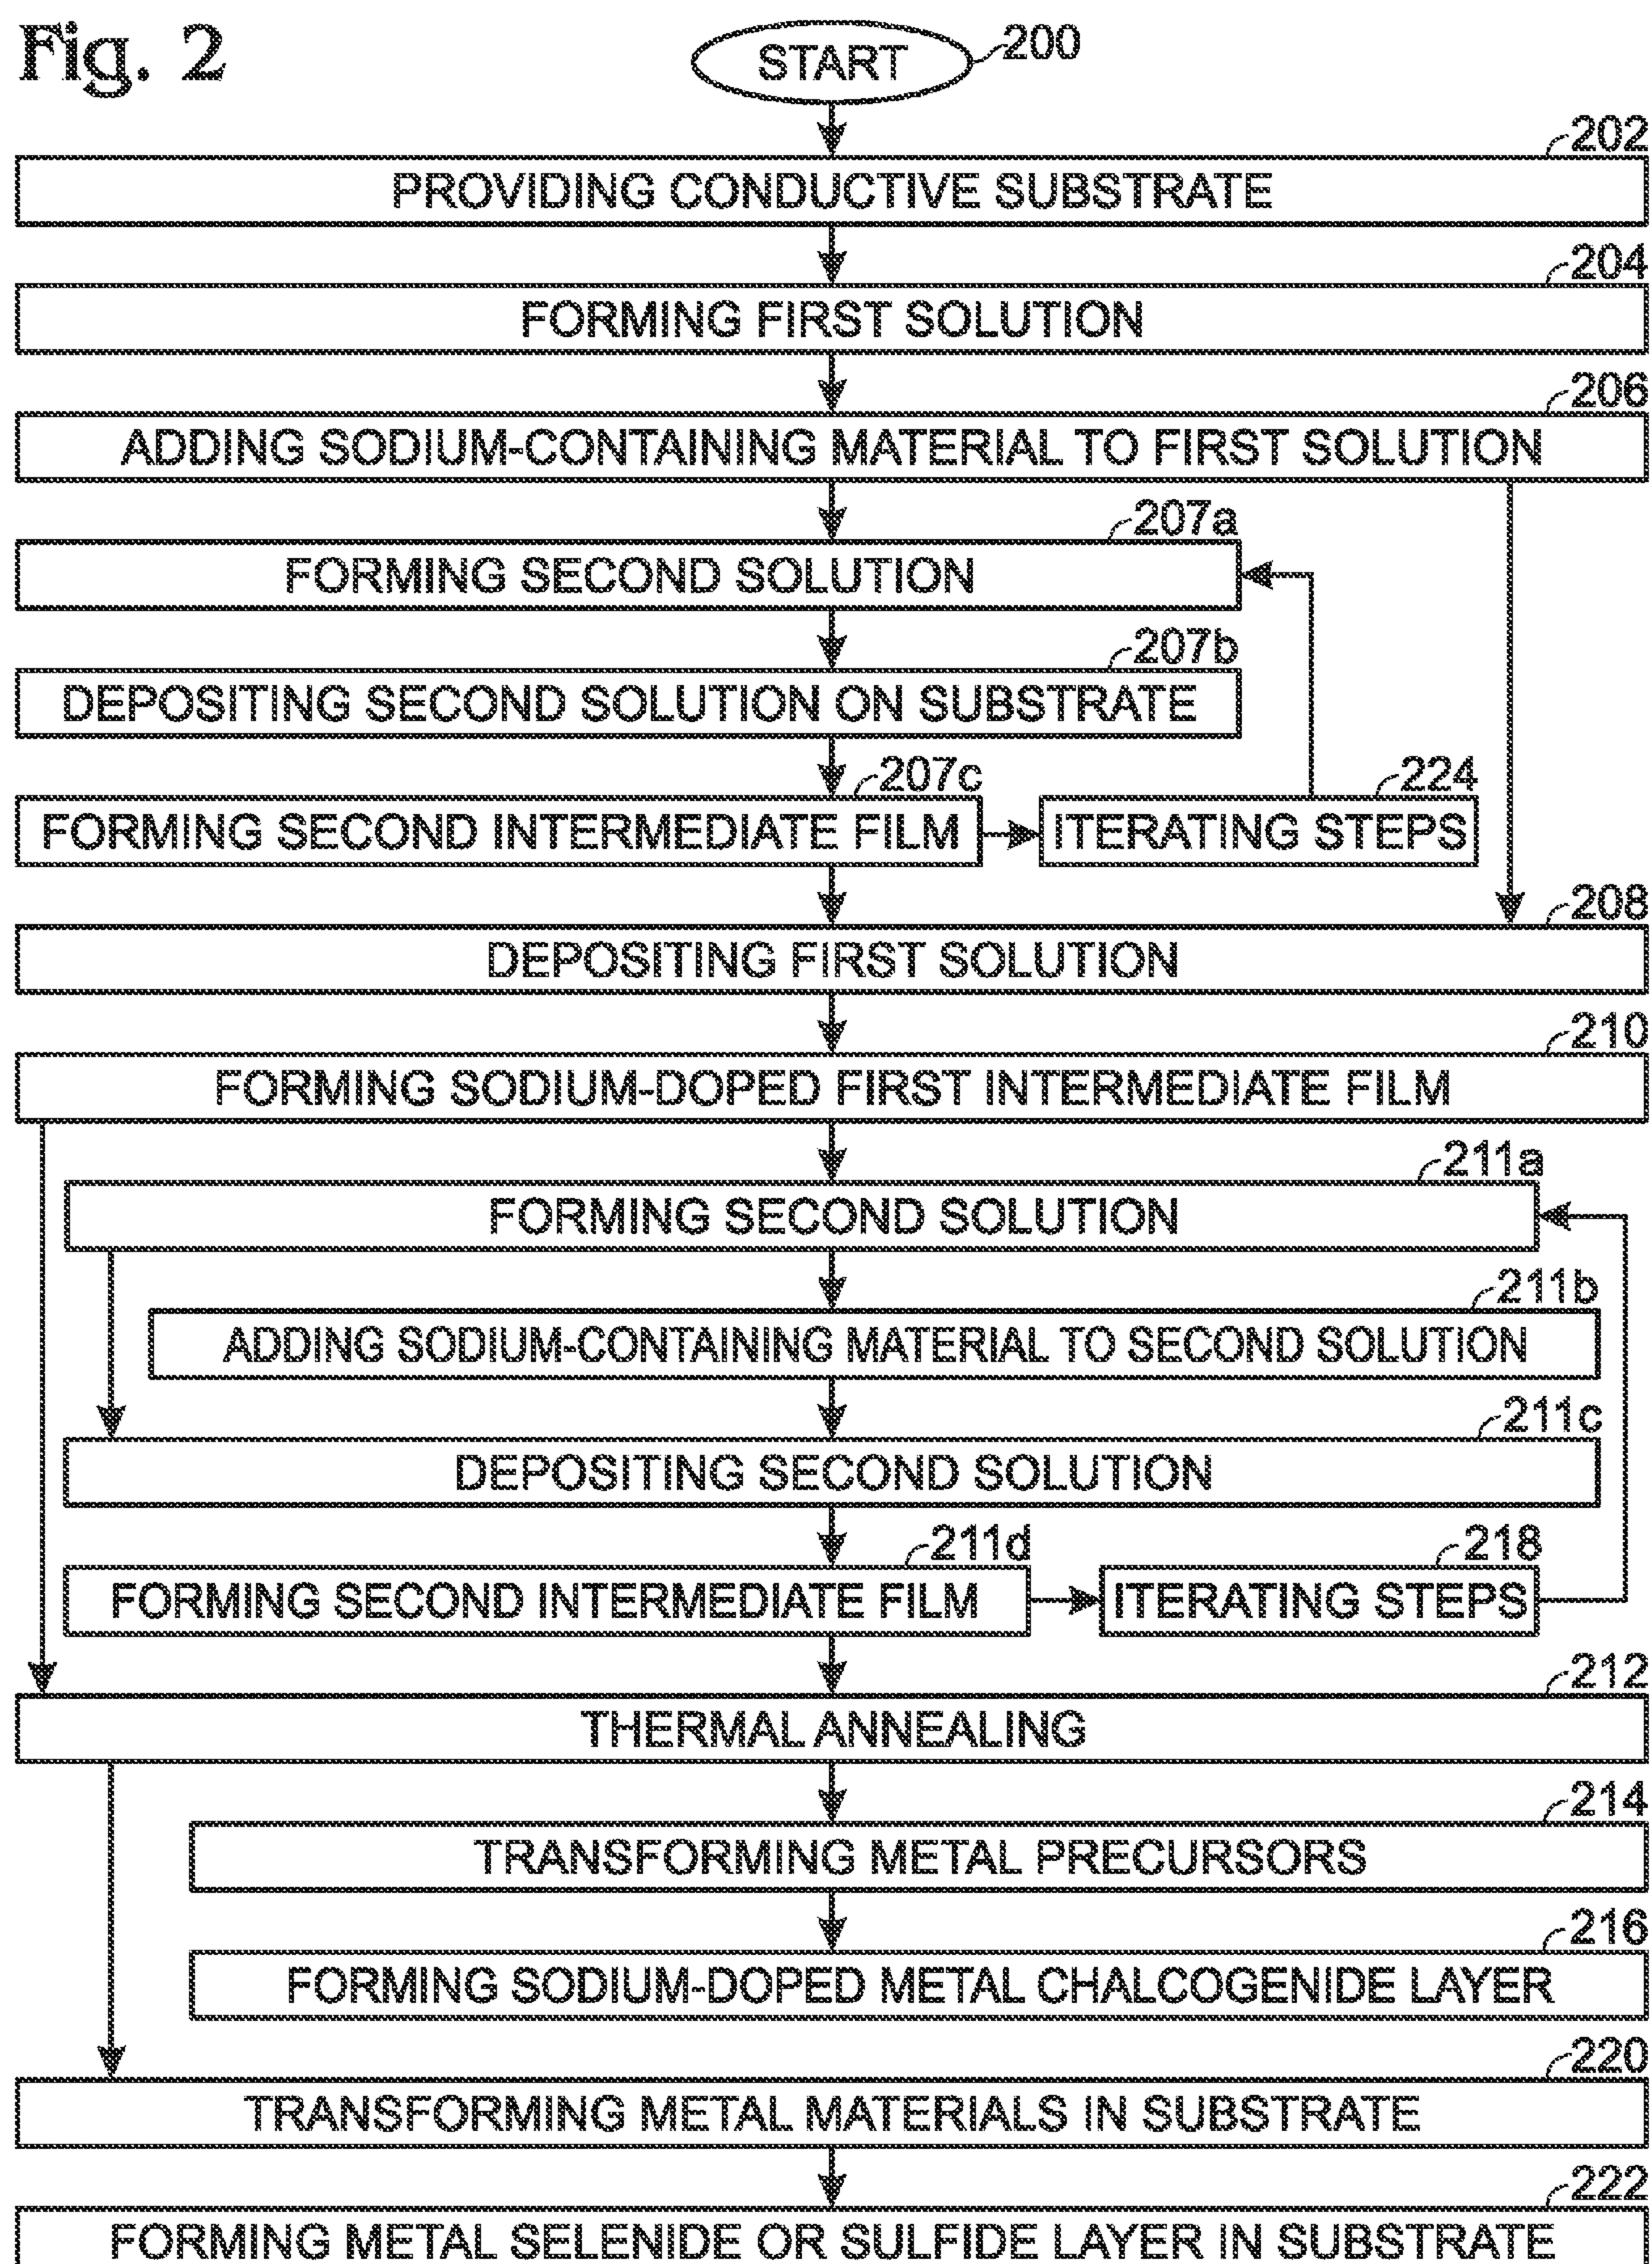 Fig. 2
START
200
202
PROVIDING CONDUCTIVE SUBSTRATE
204
FORMING FIRST SOLUTION
206
ADDING SODIUM-CONTAINING MATERIAL TO FIRST SOLUTION
207a
FORMING SECOND SOLUTION
207b
DEPOSITING SECOND SOLUTION ON SUBSTRATE
207c
224
FORMING SECOND INTERMEDIATE FILM
ITERATING STEPS
208
DEPOSITING FIRST SOLUTION
210
FORMING SODIUM-DOPED FIRST INTERMEDIATE FILM
211a
FORMING SECOND SOLUTION
211b
ADDING SODIUM-CONTAINING MATERIAL TO SECOND SOLUTION
211c
DEPOSITING SECOND SOLUTION
211d
218
FORMING SECOND INTERMEDIATE FILM
ITERATING STEPS
212
THERMAL ANNEALING
214
TRANSFORMING METAL PRECURSORS
216
FORMING SODIUM-DOPED METAL CHALCOGENIDE LAYER
220
TRANSFORMING METAL MATERIALS IN SUBSTRATE
222
FORMING METAL SELENIDE OR SULFIDE LAYER IN SUBSTRATE